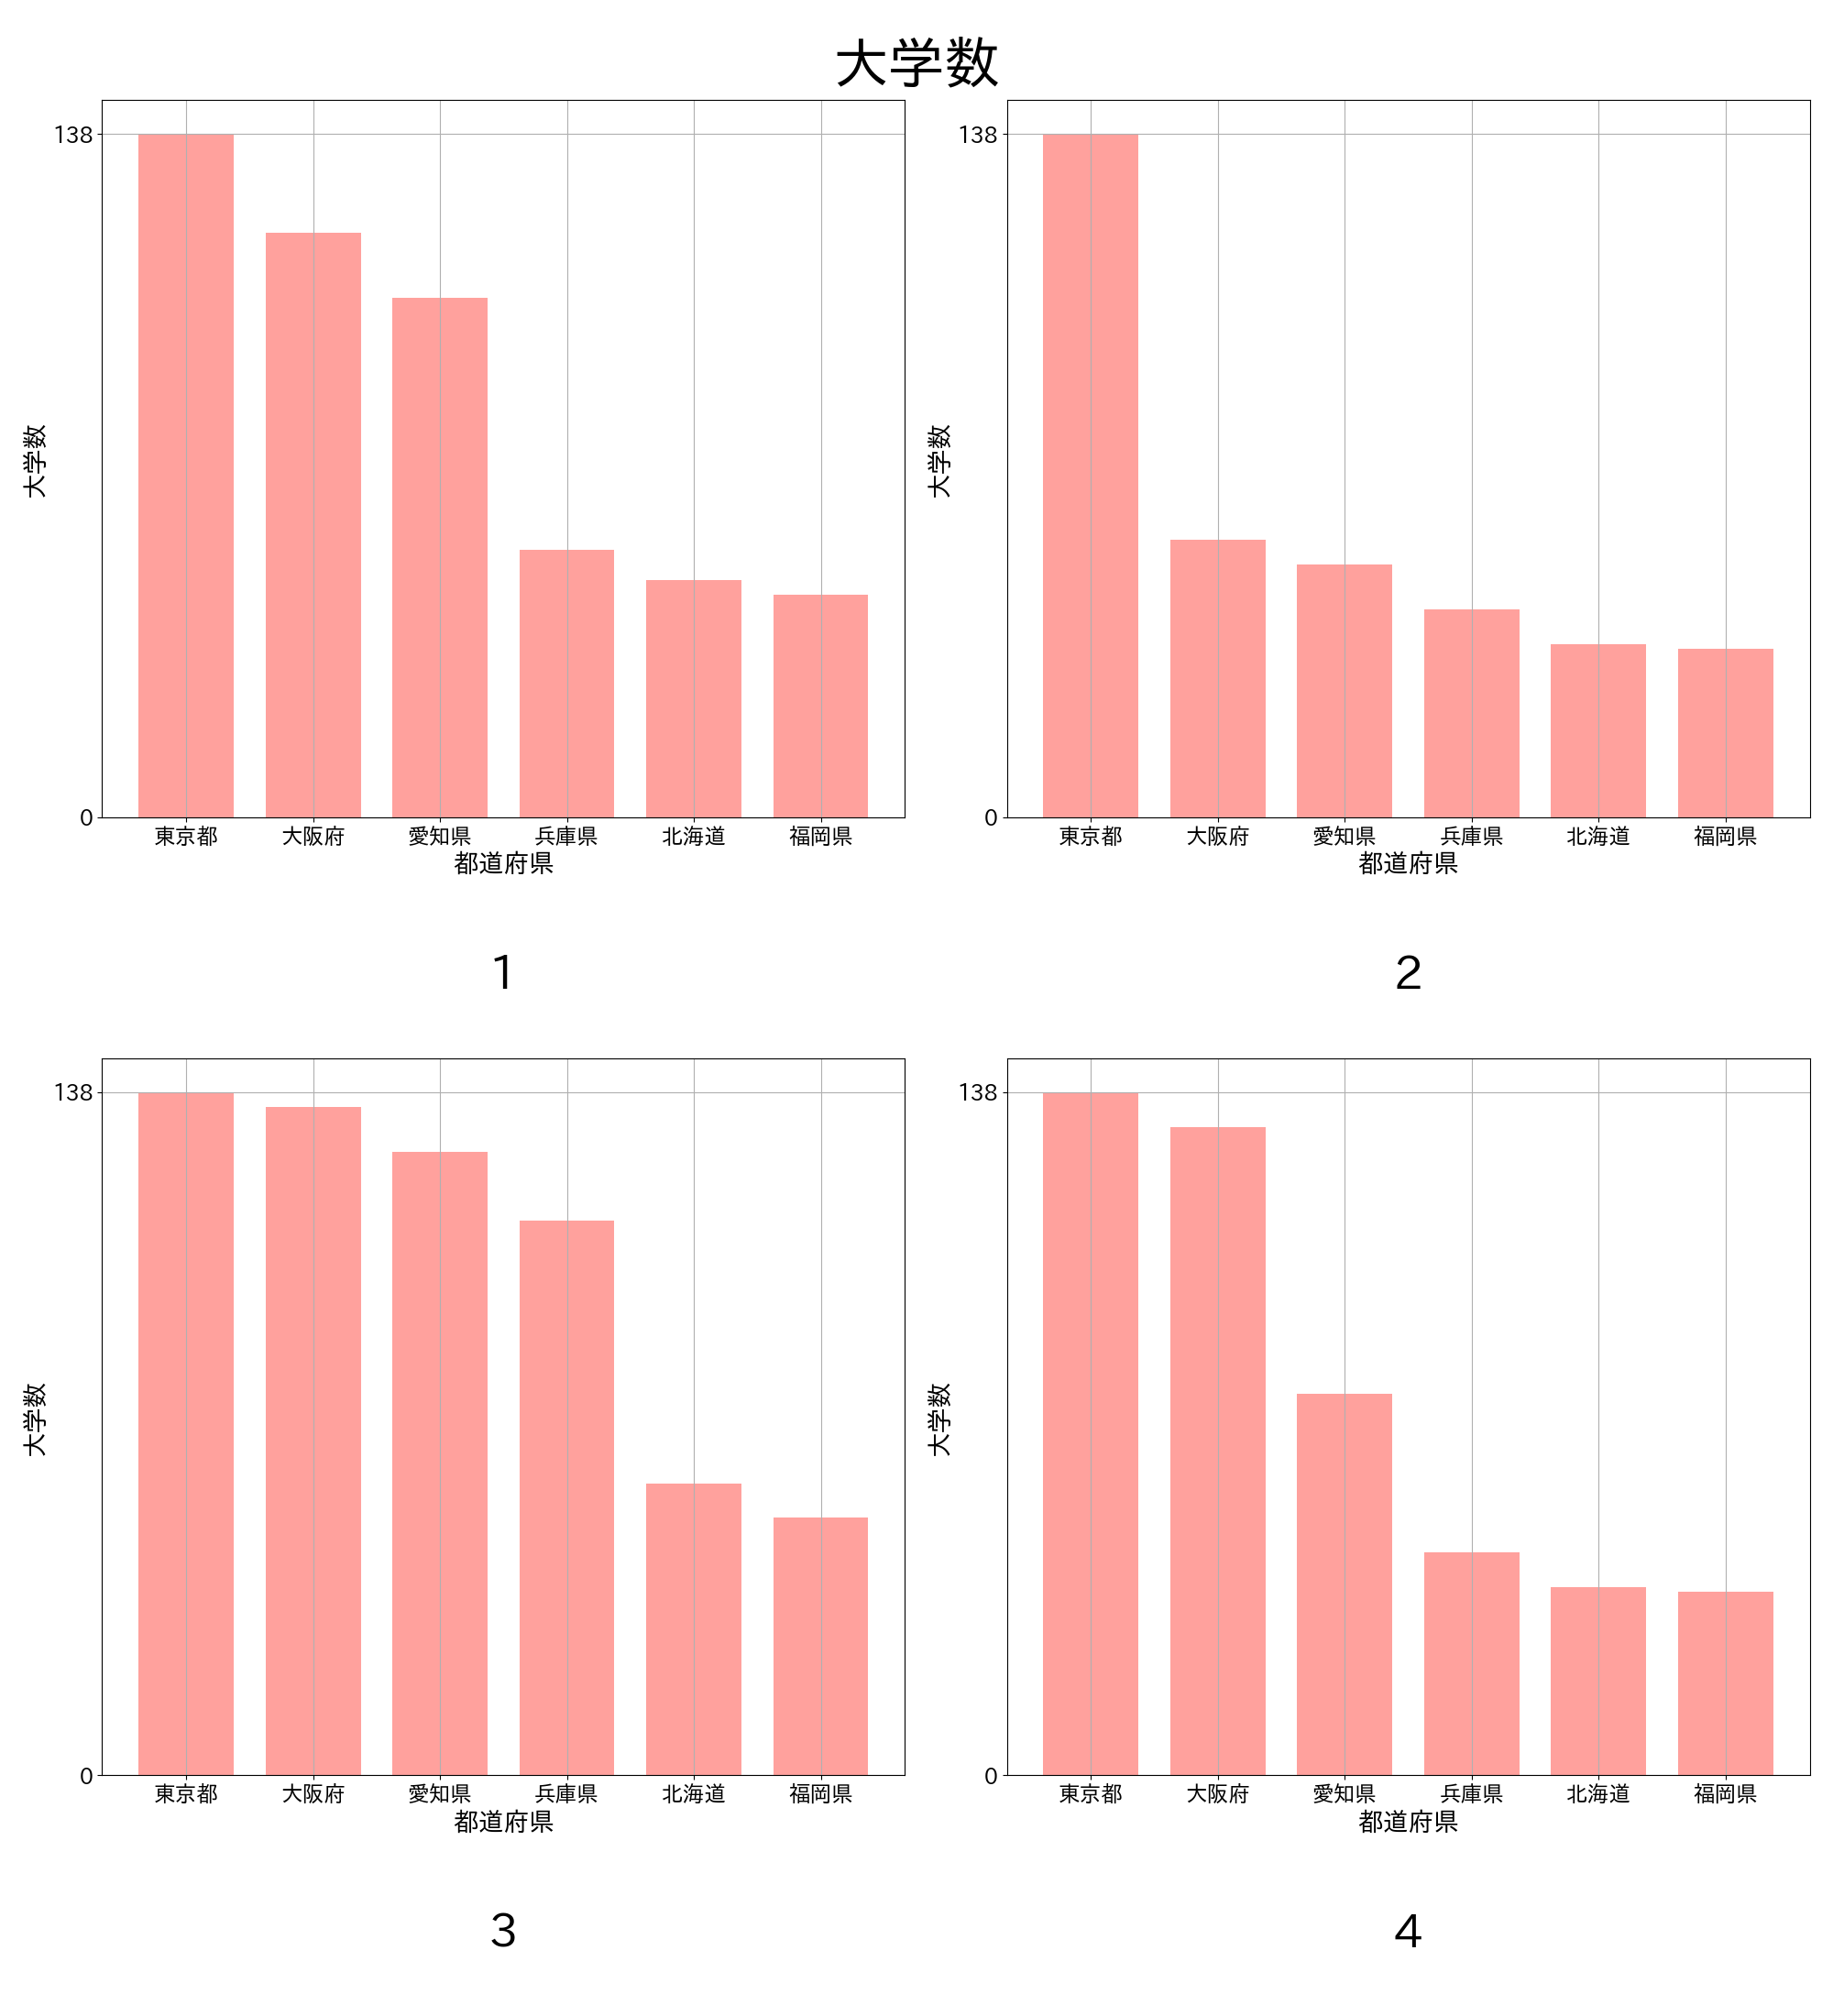 大学数
138
0
大学数
東京都 大阪府 愛知県 兵庫県 北海道 福岡県
都道府県
1
138
0
大学数
東京都 大阪府 愛知県 兵庫県 北海道 福岡県
都道府県
2
138
0
大学数
東京都 大阪府 愛知県 兵庫県 北海道 福岡県
都道府県
3
138
0
大学数
東京都 大阪府 愛知県 兵庫県 北海道 福岡県
都道府県
4